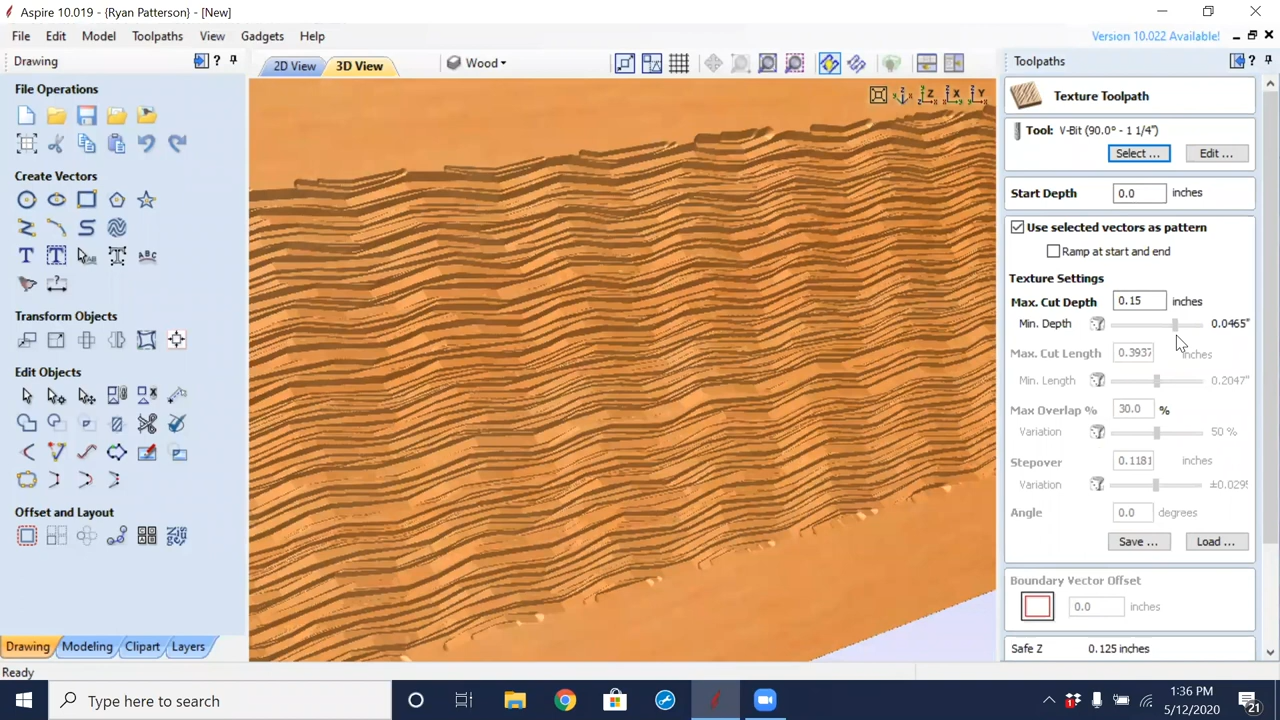 Aspire 10.019 - {Ryan Patterson} - [New]
File Edit Model Toolpaths View Gadgets Help
Version 10.022 Available!
Drawing
File Operations
Create Vectors
Transform Objects
Edit Objects
Offset and Layout
Drawing Modeling Clipart Layers
2D View 3D View
Wood
Toolpaths
Texture Toolpath
Tool: V-Bit (90.0° - 1 1/4")
Select ... Edit ...
Start Depth 0.0 inches
Use selected vectors as pattern
Ramp at start and end
Texture Settings
Max. Cut Depth 0.15 inches
Min. Depth 0.0465"
Max. Cut Length 0.3937 inches
Min. Length 0.2047"
Max Overlap % 30.0 %
Variation 50 %
Stepover 0.1181 inches
Variation ±0.0295
Angle 0.0 degrees
Save ... Load ...
Boundary Vector Offset
0.0 inches
Safe Z 0.125 inches
Ready
Type here to search
1:36 PM
5/12/2020
21